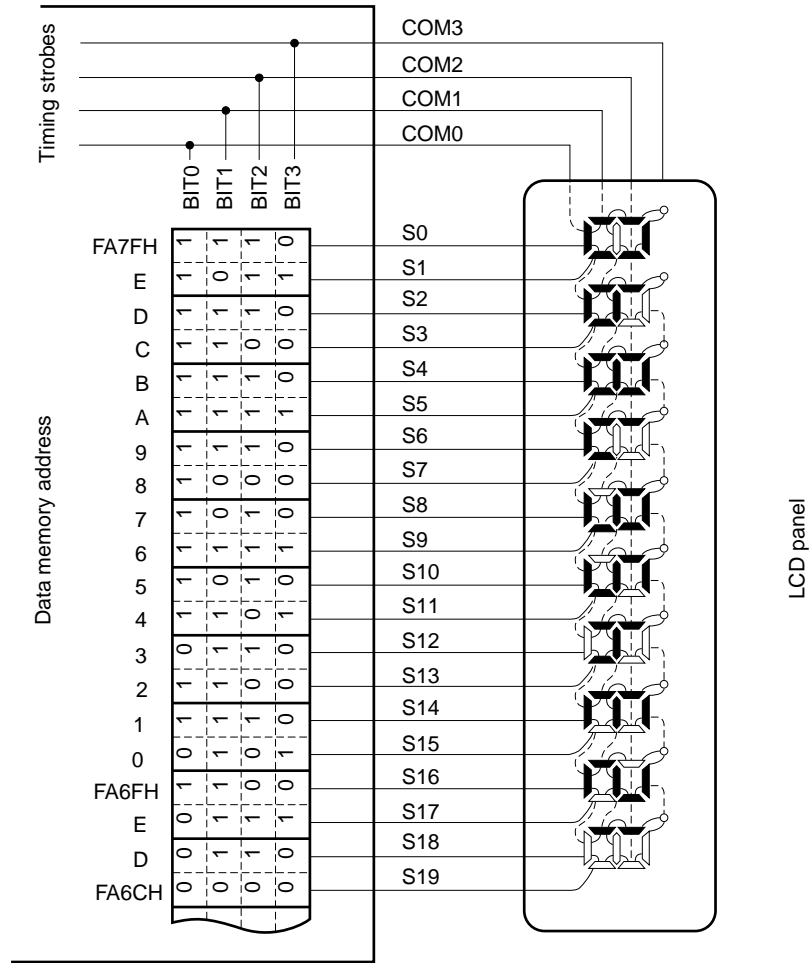 Timing strobes
COM3
COM2
COM1
COM0
BIT0 BIT1 BIT2 BIT3
FA7FH 1 1 1 0 S0
E 1 0 1 1 S1
D 1 1 1 0 S2
C 1 1 0 0 S3
B 1 1 1 0 S4
A 1 1 1 1 S5
9 1 1 1 0 S6
8 1 0 0 0 S7
7 1 0 1 0 S8
6 1 1 1 1 S9
5 1 0 1 0 S10
4 1 1 0 1 S11
3 0 1 1 0 S12
2 1 1 0 0 S13
1 1 1 1 0 S14
0 0 1 0 1 S15
FA6FH 1 1 0 0 S16
E 0 1 1 1 S17
D 0 1 1 0 S18
FA6CH 0 0 0 0 S19
Data memory address
LCD panel